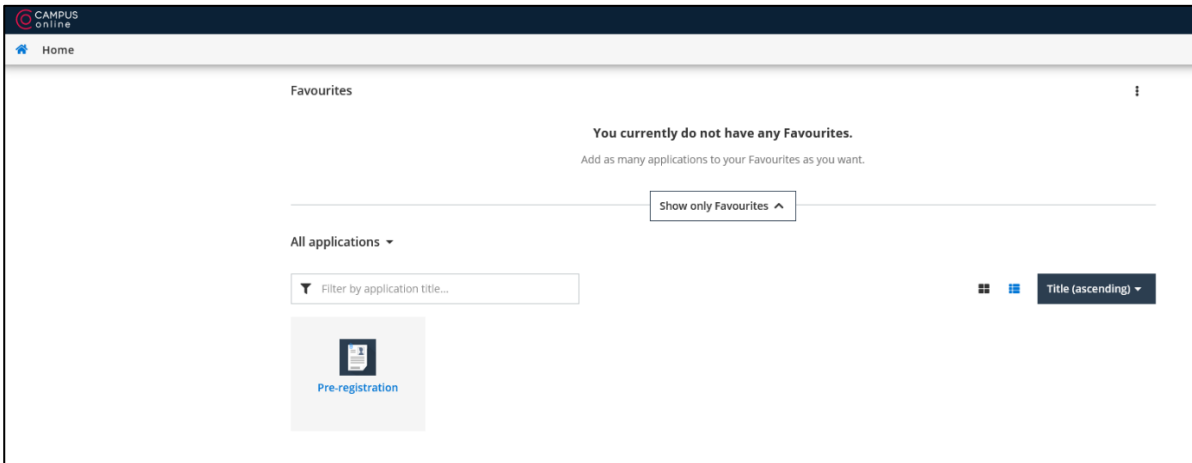 CAMPUS
online
Home
Favourites
You currently do not have any Favourites.
Add as many applications to your Favourites as you want.
Show only Favourites
All applications
Filter by application title...
Title (ascending)
Pre-registration